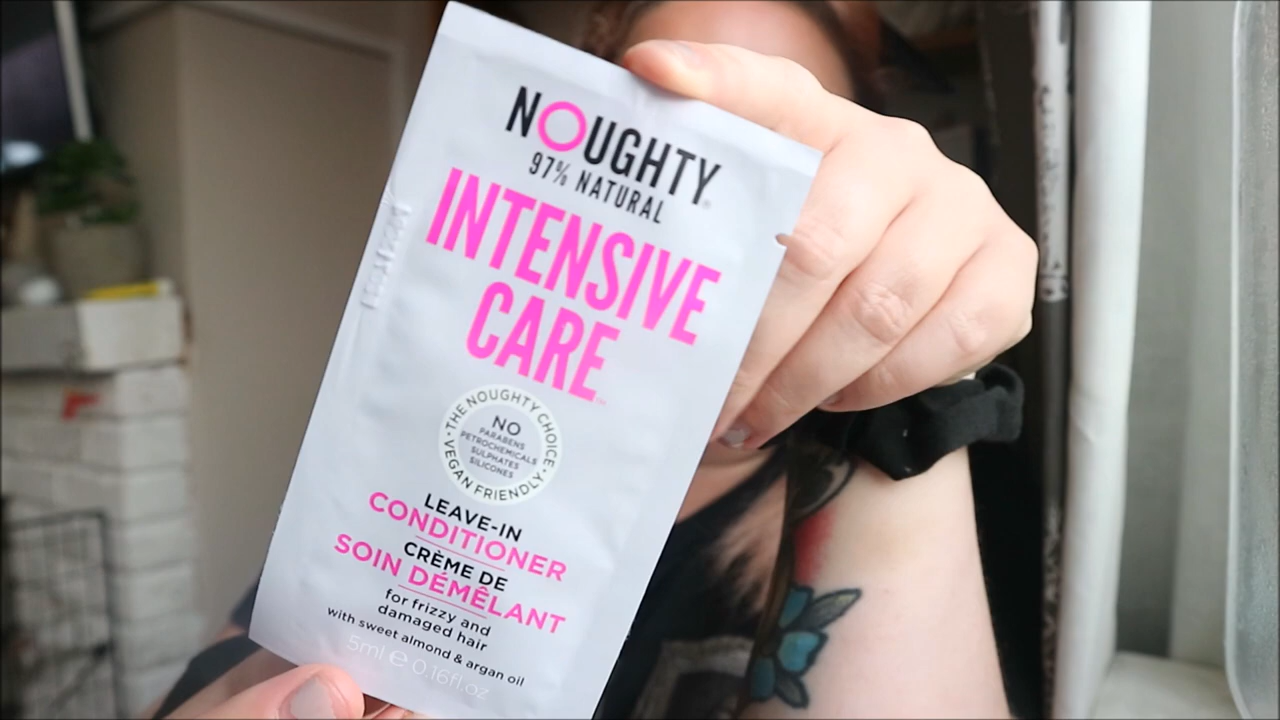 NOUGHTY
97% NATURAL
INTENSIVE
CARE™
THE NOUGHTY CHOICE
NO
PARABENS
PETROCHEMICALS
SULPHATES
SILICONES
VEGAN FRIENDLY
LEAVE-IN
CONDITIONER
CRÈME DE
SOIN DÉMÊLANT
for frizzy and
damaged hair
with sweet almond & argan oil
5ml e 0.16fl.oz